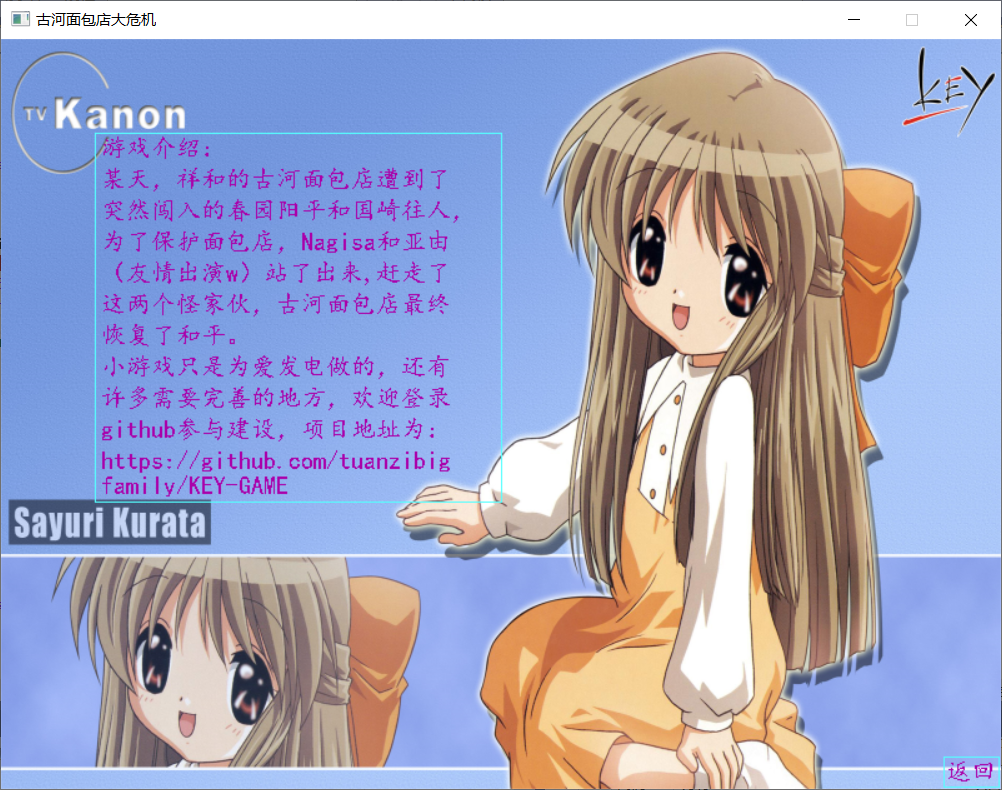 古河面包店大危机
TV Kanon
KEY
游戏介绍：
某天，祥和的古河面包店遭到了
突然闯入的春园阳平和国崎往人，
为了保护面包店，Nagisa和亚由
（友情出演w）站了出来,赶走了
这两个怪家伙，古河面包店最终
恢复了和平。
小游戏只是为爱发电做的，还有
许多需要完善的地方，欢迎登录
github参与建设，项目地址为：
https://github.com/tuanzibig
family/KEY-GAME
Sayuri Kurata
返回